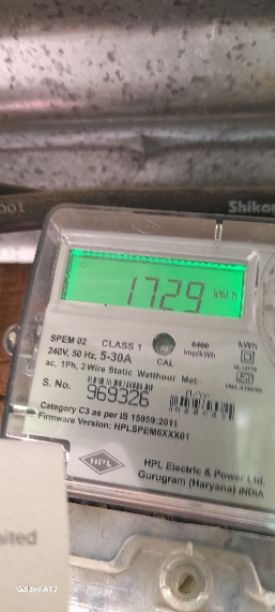 001
Shiko
HPL
1729 kWh
SPEM 02 CLASS 1
6400 imp/kWh
kWh
240V, 50 Hz, 5-30A
CAL
ac, 1Ph, 2 Wire Static Watthour Met
S. No.
969326
Category C3 as per IS 15959:2011
Firmware Version: HPLSPEM6XXX01
HPL
HPL Electric & Power Ltd.
Gurugram (Haryana) INDIA
Galaxy A12